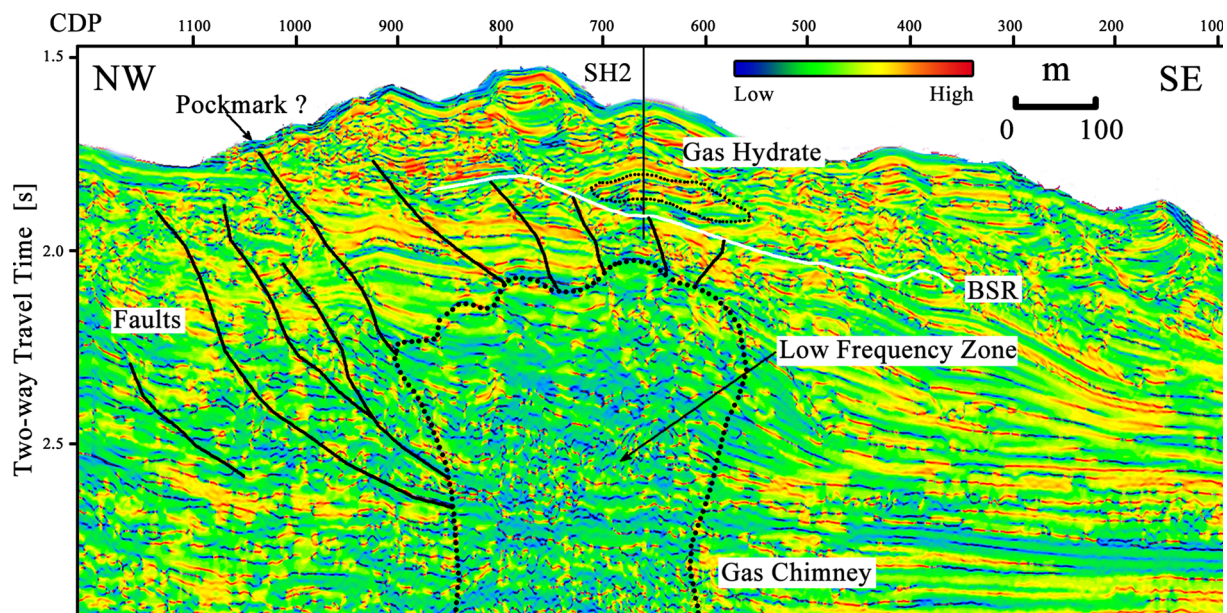 CDP
1100 1000 900 800 700 600 500 400 300 200 100
1.5
NW
SH2
Low High
m
0 100
SE
Pockmark ?
Gas Hydrate
2.0
BSR
Faults
Low Frequency Zone
2.5
Gas Chimney
Two-way Travel Time [s]